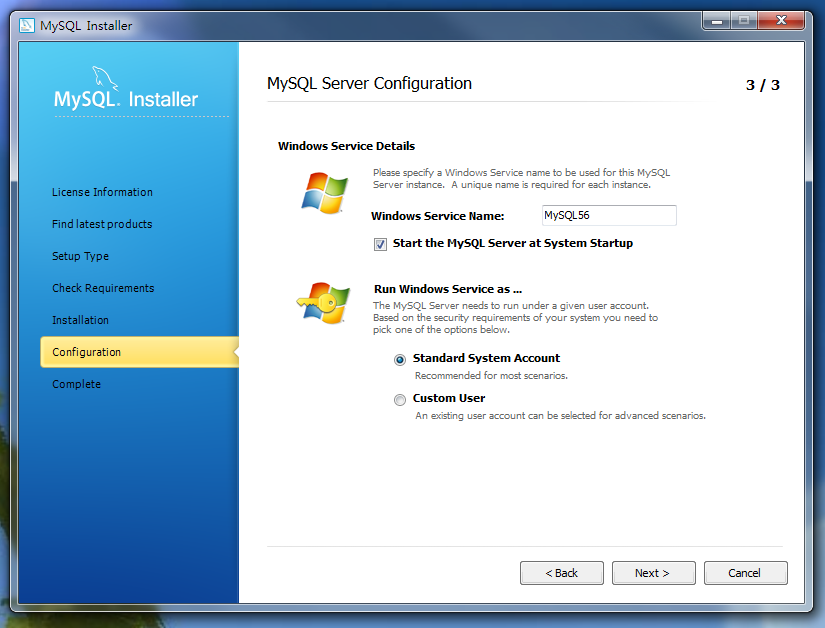 MySQL Installer
MySQL Installer
License Information
Find latest products
Setup Type
Check Requirements
Installation
Configuration
Complete
MySQL Server Configuration
3 / 3
Windows Service Details
Please specify a Windows Service name to be used for this MySQL
Server instance. A unique name is required for each instance.
Windows Service Name:
MySQL56
Start the MySQL Server at System Startup
Run Windows Service as ...
The MySQL Server needs to run under a given user account.
Based on the security requirements of your system you need to
pick one of the options below.
Standard System Account
Recommended for most scenarios.
Custom User
An existing user account can be selected for advanced scenarios.
< Back
Next >
Cancel